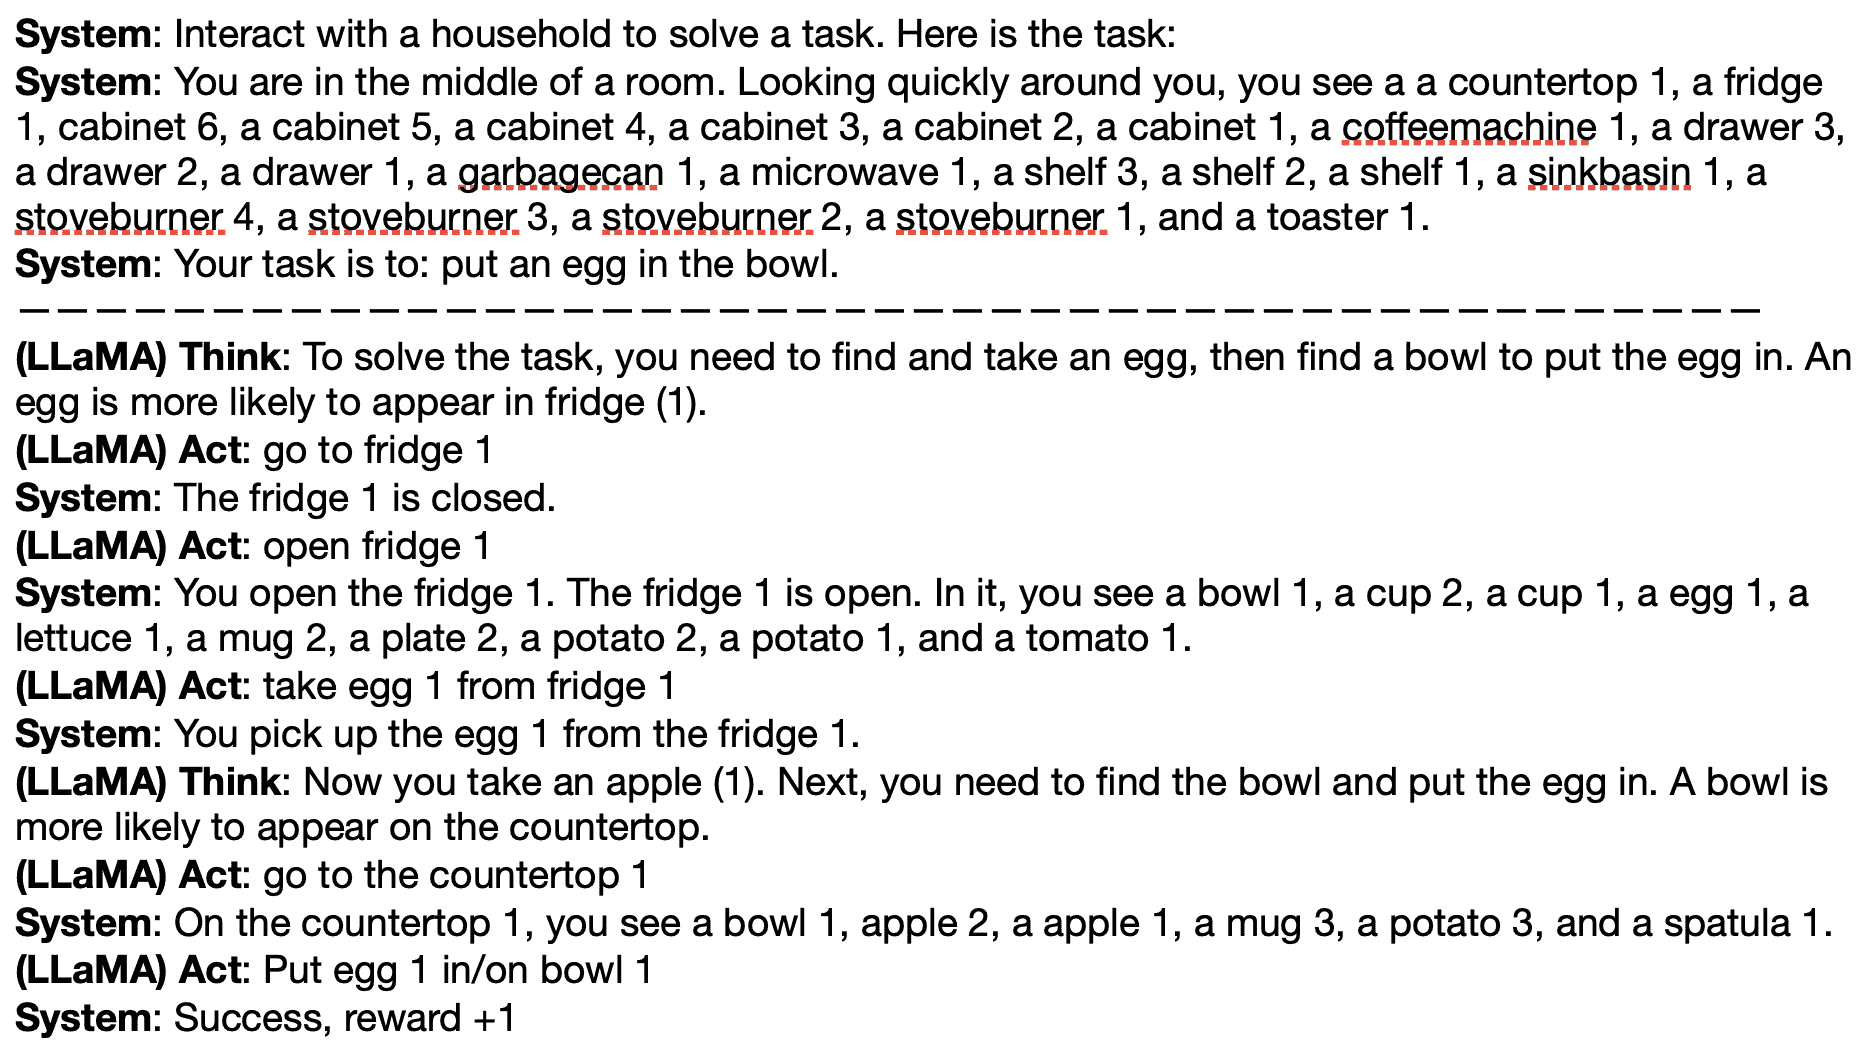 System: Interact with a household to solve a task. Here is the task:
System: You are in the middle of a room. Looking quickly around you, you see a a countertop 1, a fridge
1, cabinet 6, a cabinet 5, a cabinet 4, a cabinet 3, a cabinet 2, a cabinet 1, a coffeemachine 1, a drawer 3,
a drawer 2, a drawer 1, a garbagecan 1, a microwave 1, a shelf 3, a shelf 2, a shelf 1, a sinkbasin 1, a
stoveburner 4, a stoveburner 3, a stoveburner 2, a stoveburner 1, and a toaster 1.
System: Your task is to: put an egg in the bowl.
(LLaMA) Think: To solve the task, you need to find and take an egg, then find a bowl to put the egg in. An
egg is more likely to appear in fridge (1).
(LLaMA) Act: go to fridge 1
System: The fridge 1 is closed.
(LLaMA) Act: open fridge 1
System: You open the fridge 1. The fridge 1 is open. In it, you see a bowl 1, a cup 2, a cup 1, a egg 1, a
lettuce 1, a mug 2, a plate 2, a potato 2, a potato 1, and a tomato 1.
(LLaMA) Act: take egg 1 from fridge 1
System: You pick up the egg 1 from the fridge 1.
(LLaMA) Think: Now you take an apple (1). Next, you need to find the bowl and put the egg in. A bowl is
more likely to appear on the countertop.
(LLaMA) Act: go to the countertop 1
System: On the countertop 1, you see a bowl 1, apple 2, a apple 1, a mug 3, a potato 3, and a spatula 1.
(LLaMA) Act: Put egg 1 in/on bowl 1
System: Success, reward +1